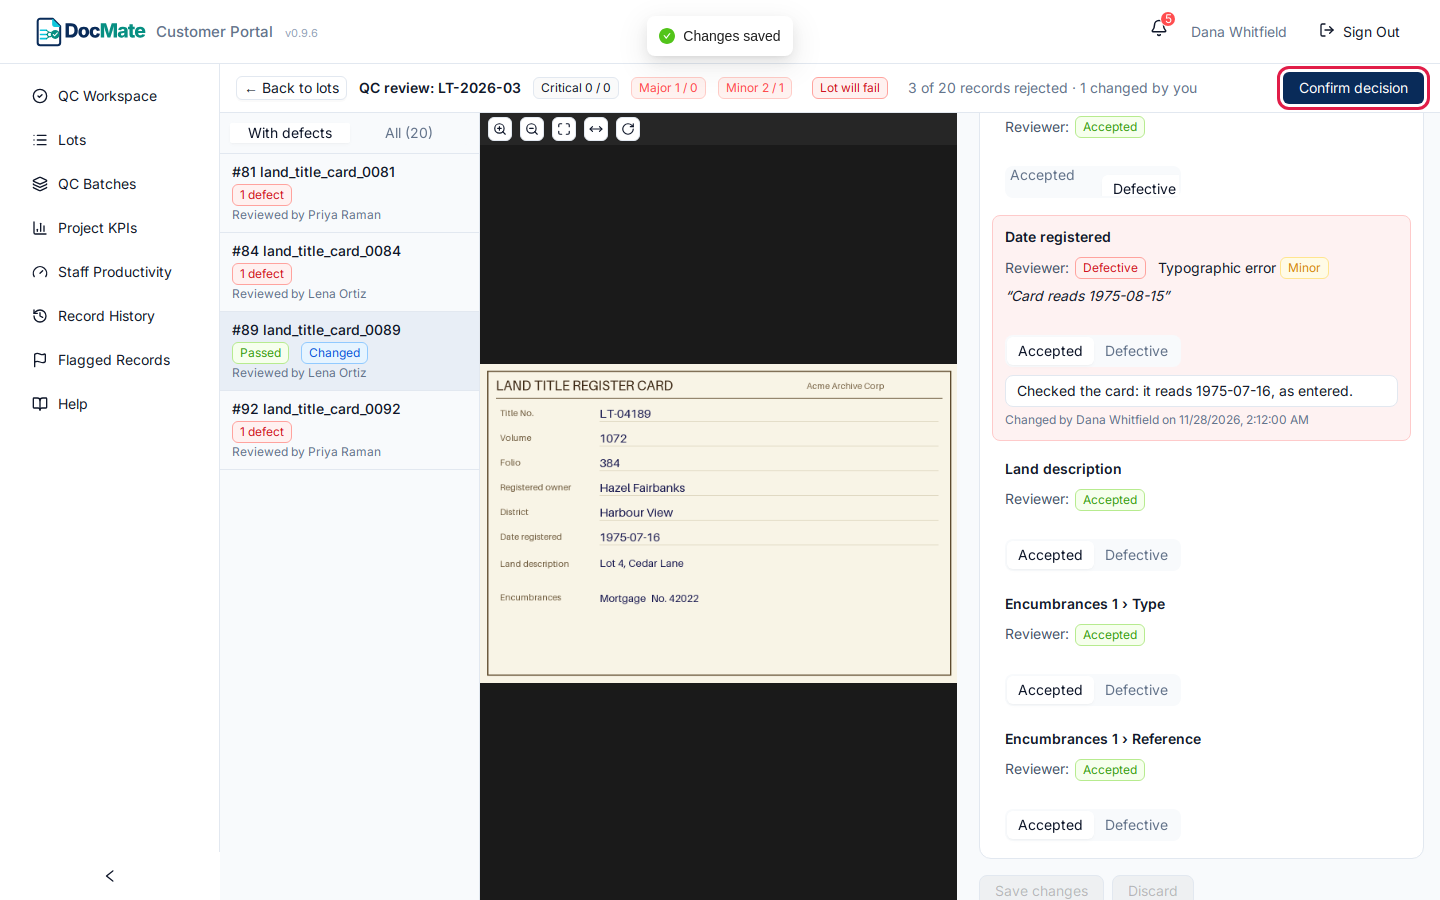 DocMate Customer Portal v0.9.6
Changes saved
5
Dana Whitfield
Sign Out
QC Workspace
Lots
QC Batches
Project KPIs
Staff Productivity
Record History
Flagged Records
Help
← Back to lots
QC review: LT-2026-03
Critical 0 / 0
Major 1 / 0
Minor 2 / 1
Lot will fail
3 of 20 records rejected · 1 changed by you
Confirm decision
With defects
All (20)
#81 land_title_card_0081
1 defect
Reviewed by Priya Raman
#84 land_title_card_0084
1 defect
Reviewed by Lena Ortiz
#89 land_title_card_0089
Passed Changed
Reviewed by Lena Ortiz
#92 land_title_card_0092
1 defect
Reviewed by Priya Raman
LAND TITLE REGISTER CARD Acme Archive Corp
Title No. LT-04189
Volume 1072
Folio 384
Registered owner Hazel Fairbanks
District Harbour View
Date registered 1975-07-16
Land description Lot 4, Cedar Lane
Encumbrances Mortgage No. 42022
Reviewer: Accepted
Accepted Defective
Date registered
Reviewer: Defective Typographic error Minor
“Card reads 1975-08-15”
Accepted Defective
Checked the card: it reads 1975-07-16, as entered.
Changed by Dana Whitfield on 11/28/2026, 2:12:00 AM
Land description
Reviewer: Accepted
Accepted Defective
Encumbrances 1 › Type
Reviewer: Accepted
Accepted Defective
Encumbrances 1 › Reference
Reviewer: Accepted
Accepted Defective
Save changes Discard